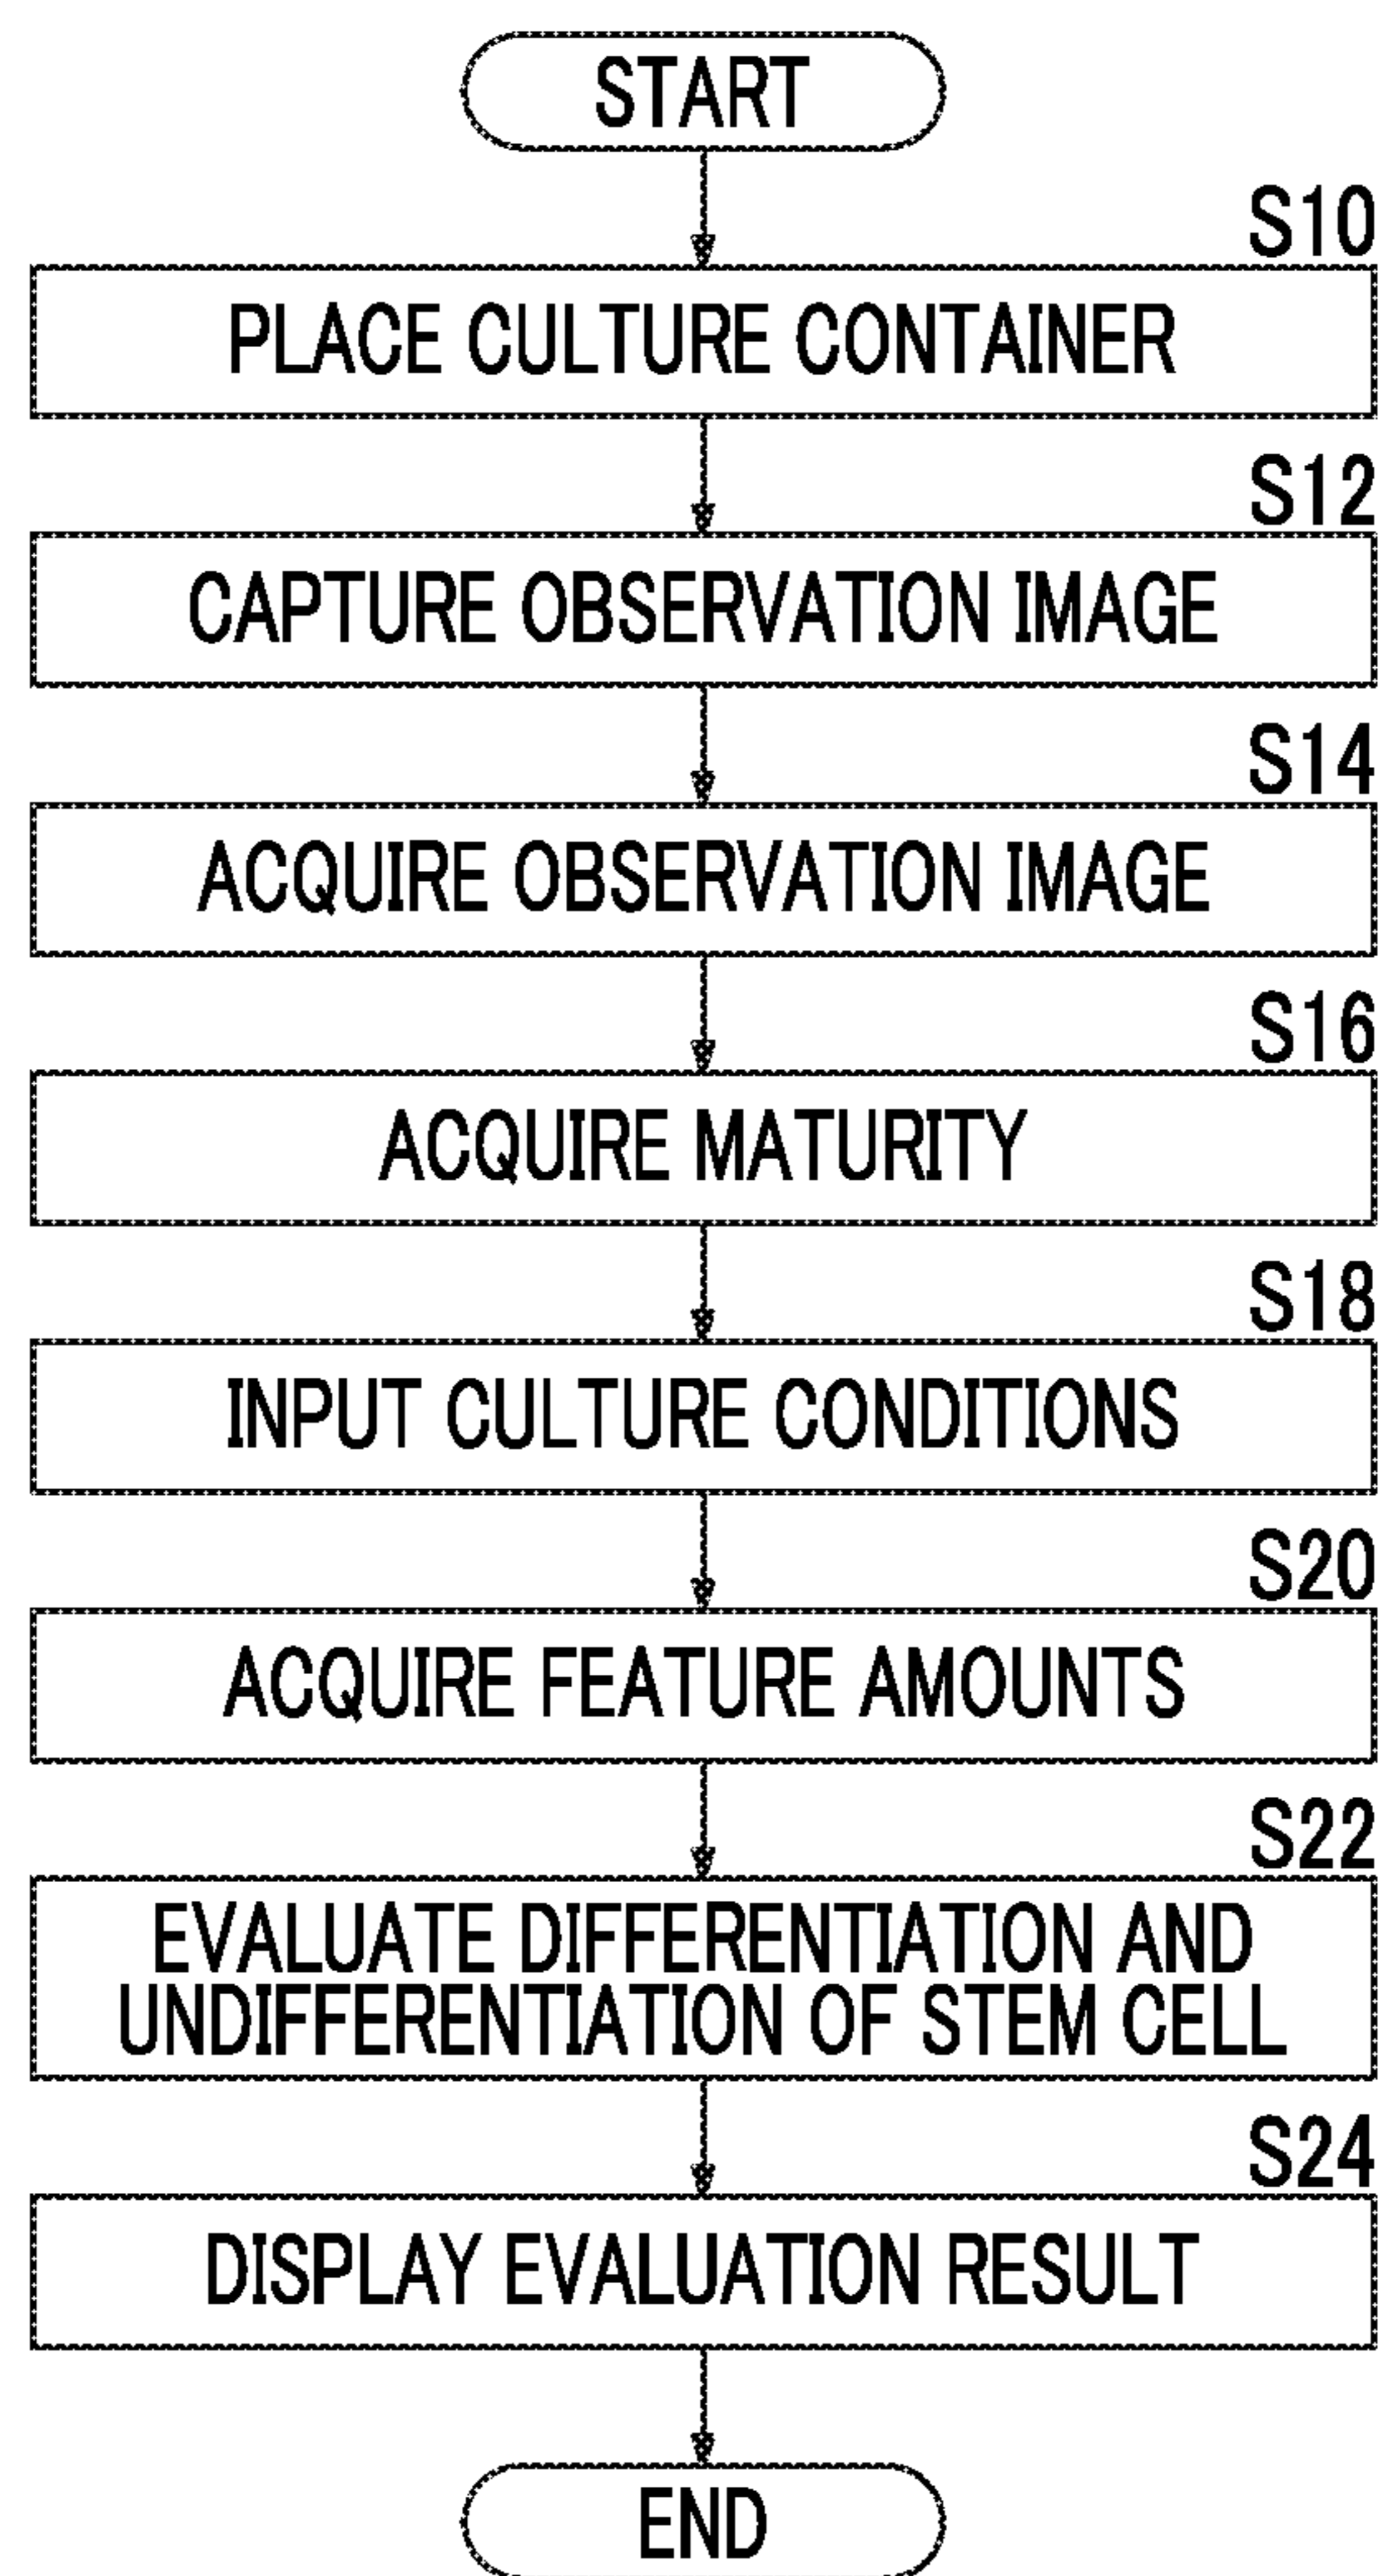 START
S10
PLACE CULTURE CONTAINER
S12
CAPTURE OBSERVATION IMAGE
S14
ACQUIRE OBSERVATION IMAGE
S16
ACQUIRE MATURITY
S18
INPUT CULTURE CONDITIONS
S20
ACQUIRE FEATURE AMOUNTS
S22
EVALUATE DIFFERENTIATION AND
UNDIFFERENTIATION OF STEM CELL
S24
DISPLAY EVALUATION RESULT
END